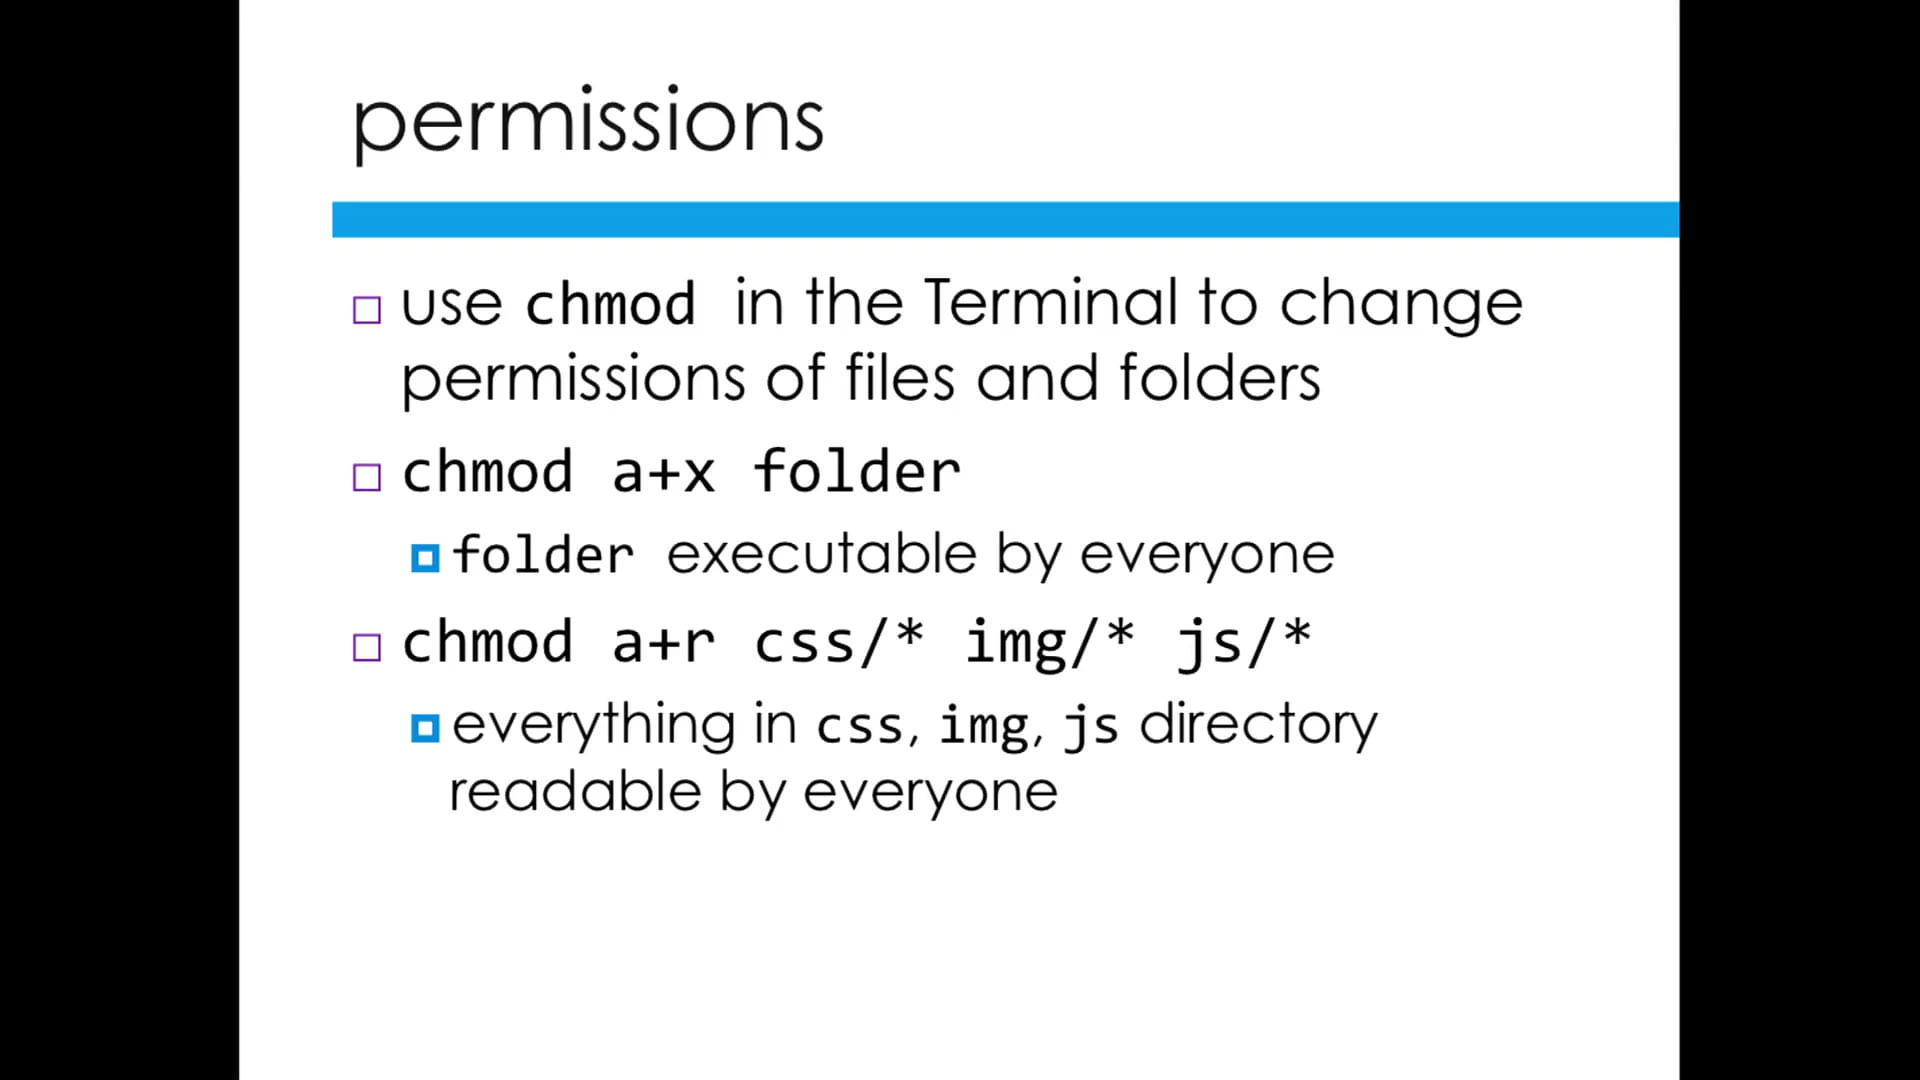 permissions
use chmod in the Terminal to change
permissions of files and folders
chmod a+x folder
folder executable by everyone
chmod a+r css/* img/* js/*
everything in css, img, js directory
readable by everyone